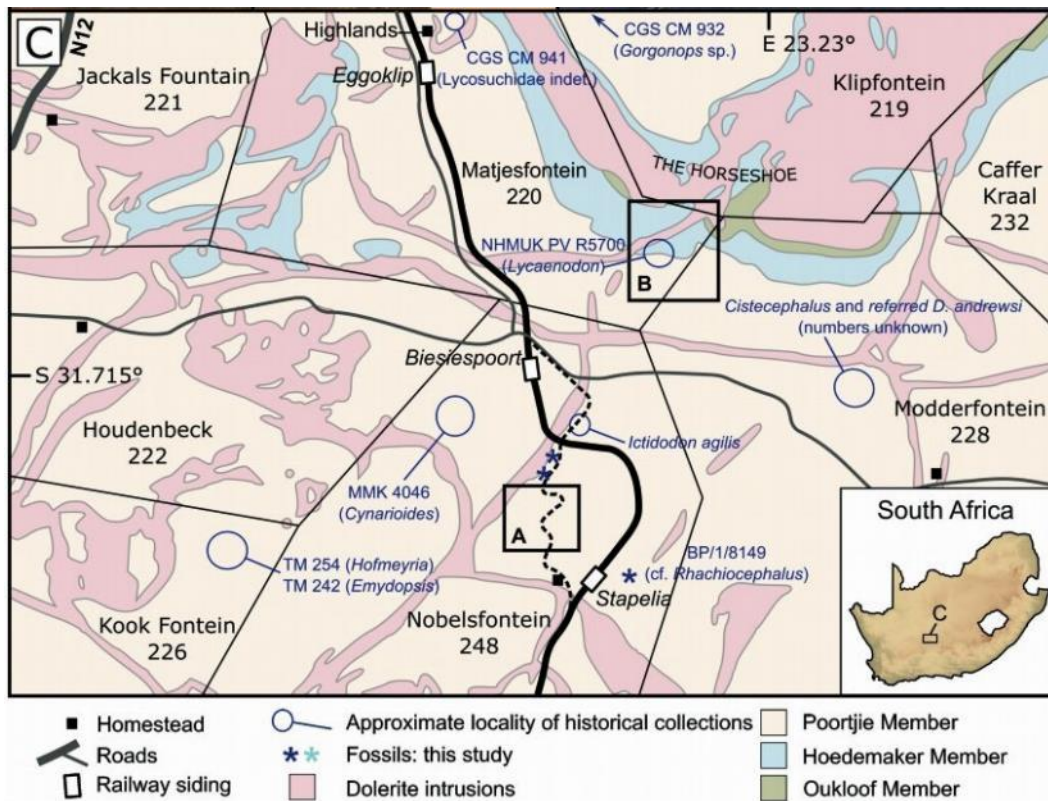 C
N12
Jackals Fountain
221
Highlands
Eggoklip
CGS CM 941
(Lycosuchidae indet.)
CGS CM 932
(Gorgonops sp.)
E 23.23°
Klipfontein
219
Matjesfontein
220
THE HORSESHOE
Caffer
Kraal
232
NHMUK PV R5700
(Lycaenodon)
B
Cistecephalus and referred D. andrewsi
(numbers unknown)
Biesiespoort
S 31.715°
Houdenbeck
222
Modderfontein
228
Ictidodon agilis
MMK 4046
(Cynarioides)
A
TM 254 (Hofmeyria)
TM 242 (Emydopsis)
BP/1/8149
(cf. Rhachiocephalus)
Stapelia
Kook Fontein
226
Nobelsfontein
248
South Africa
C
Homestead
Roads
Railway siding
Approximate locality of historical collections
Fossils: this study
Dolerite intrusions
Poortjie Member
Hoedemaker Member
Oukloof Member